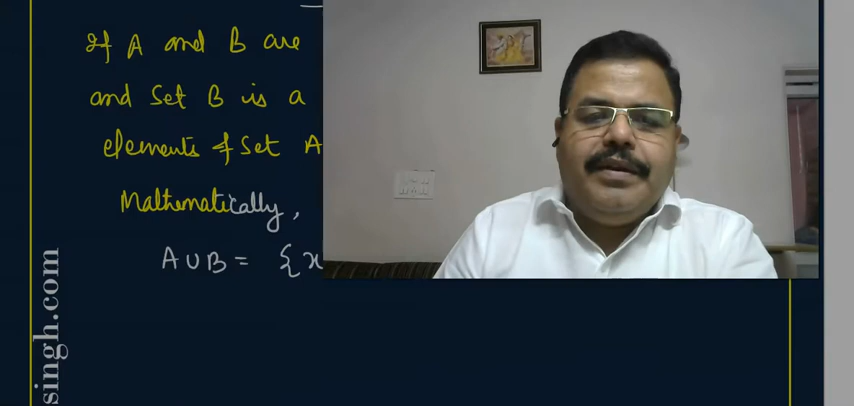 If A and B are
and Set B is a
elements of Set A
Mathematically,
A ∪ B = {x
singh.com